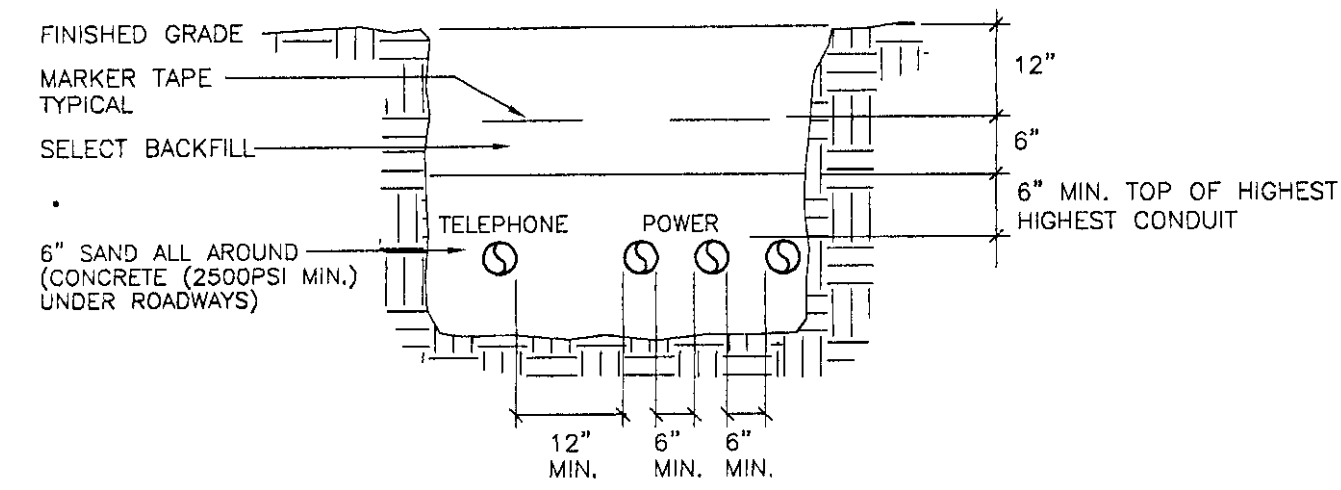 FINISHED GRADE
12"
MARKER TAPE
TYPICAL
6"
SELECT BACKFILL
6" MIN. TOP OF HIGHEST
HIGHEST CONDUIT
TELEPHONE
POWER
6" SAND ALL AROUND
(CONCRETE (2500PSI MIN.)
UNDER ROADWAYS)
12"
MIN.
6"
MIN.
6"
MIN.